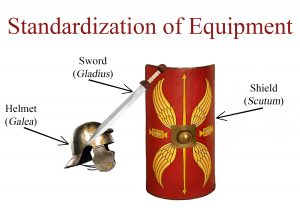 Standardization of Equipment
Sword
(Gladius)
Shield
(Scutum)
Helmet
(Galea)